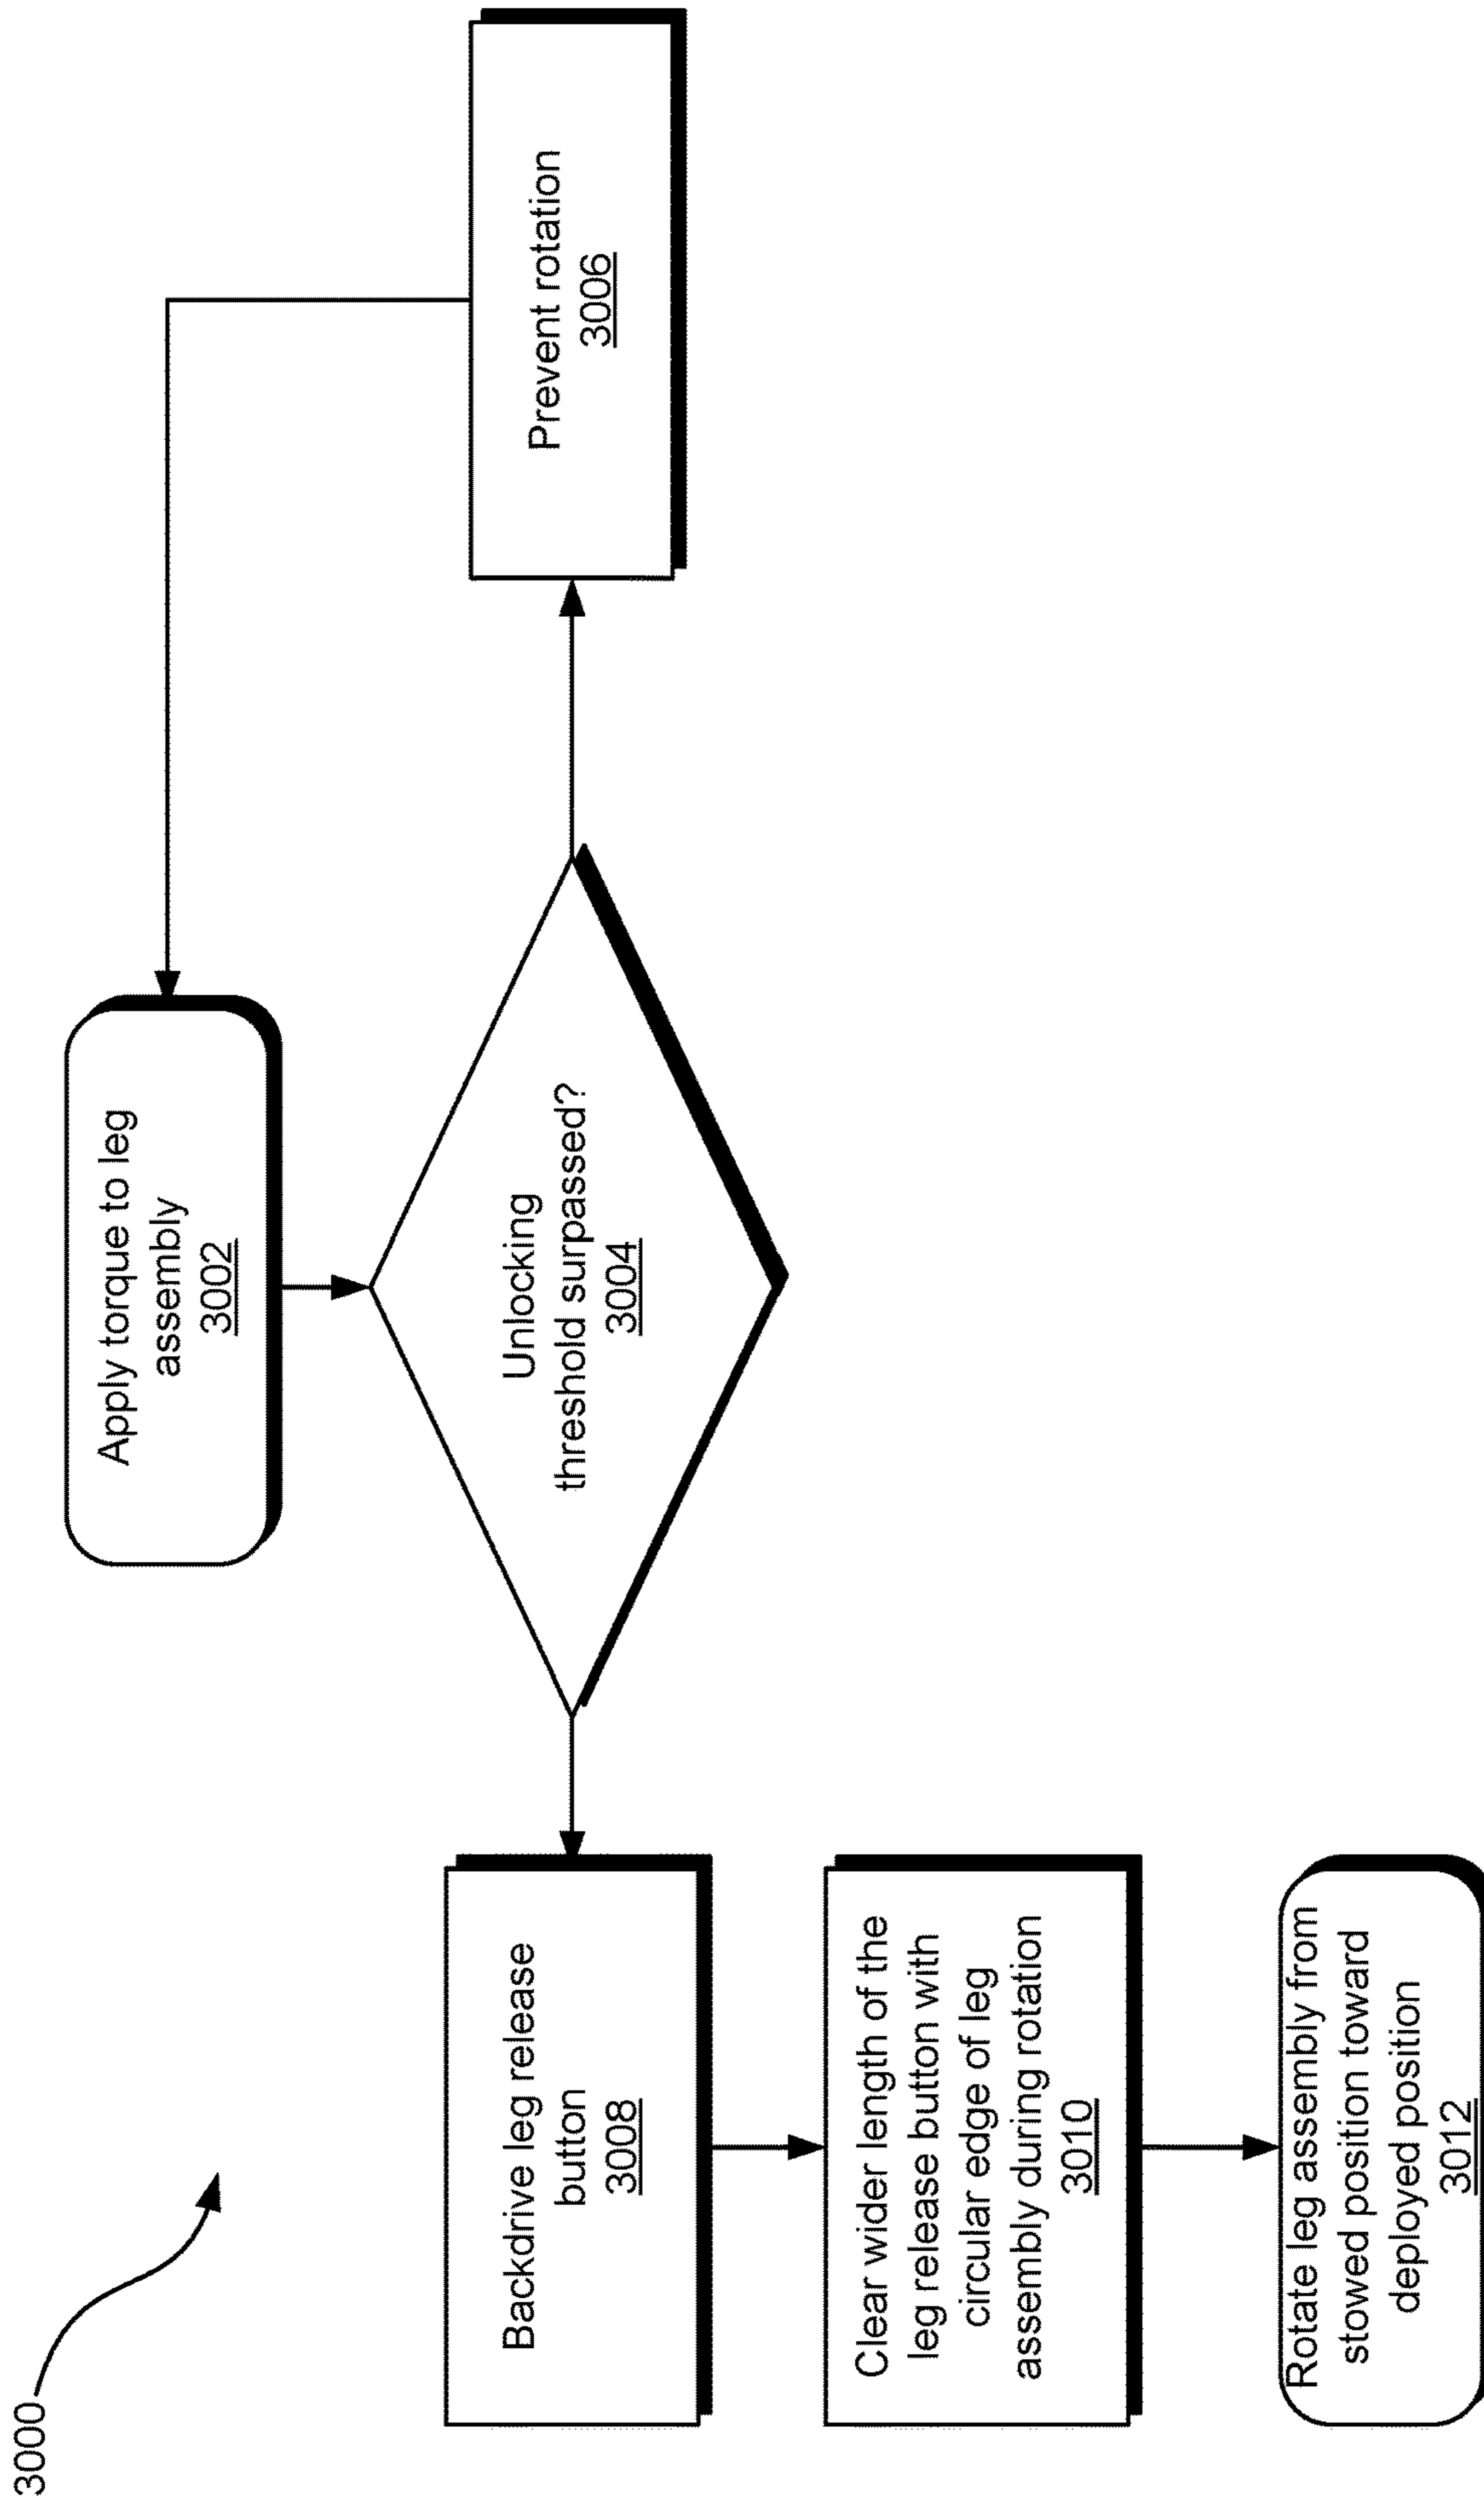 3000
Apply torque to leg
assembly
3002
Unlocking
threshold surpassed?
3004
Prevent rotation
3006
Backdrive leg release
button
3008
Clear wider length of the
leg release button with
circular edge of leg
assembly during rotation
3010
Rotate leg assembly from
stowed position toward
deployed position
3012